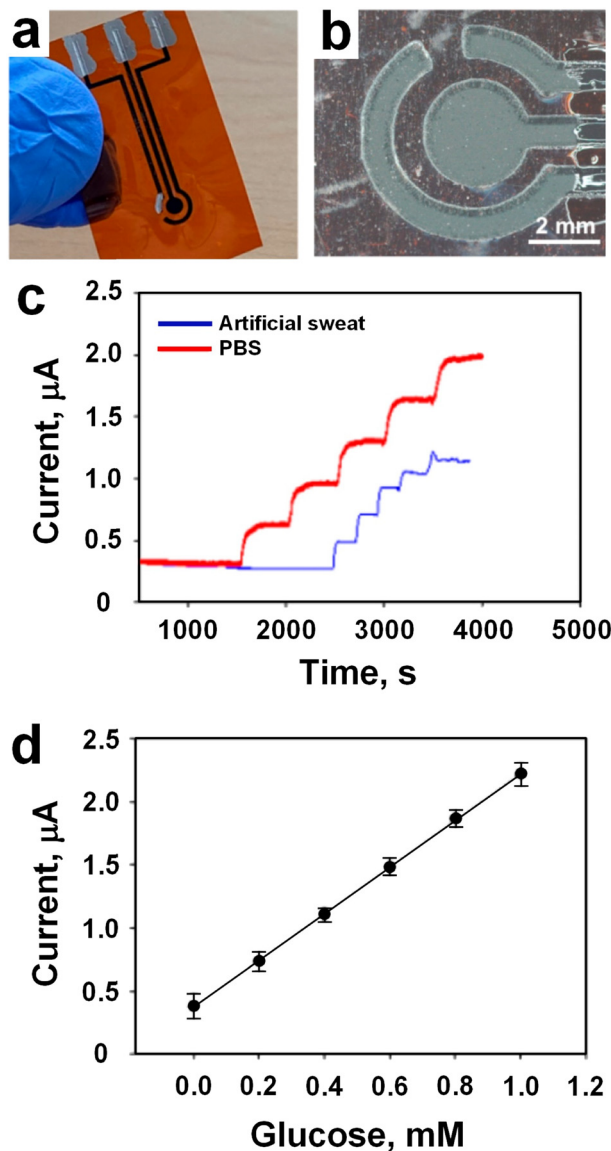 a
b
2 mm
c
2.5
2.0
1.5
1.0
0.5
0
Current, μA
Artificial sweat
PBS
1000 2000 3000 4000 5000
Time, s
d
2.5
2.0
1.5
1.0
0.5
0
Current, μA
0.0 0.2 0.4 0.6 0.8 1.0 1.2
Glucose, mM